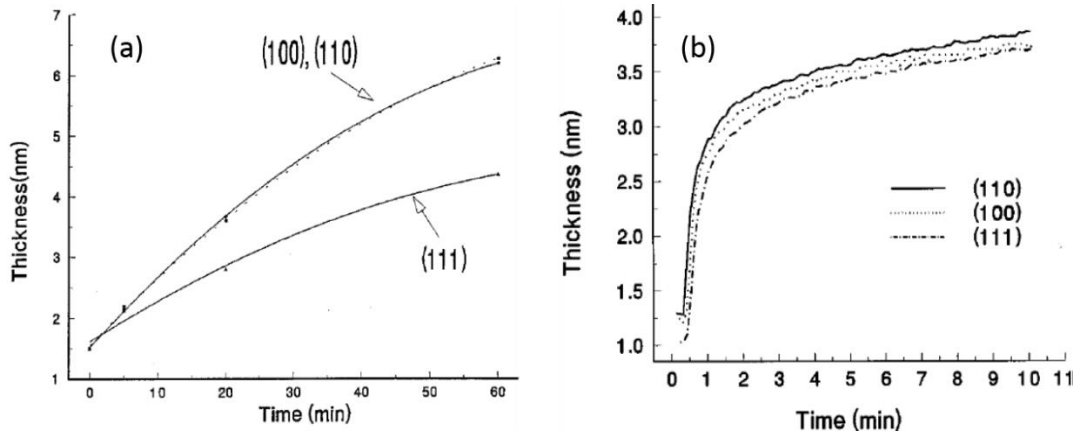 (a)
(100), (110)
(111)
7
6
5
4
3
2
1
0 10 20 30 40 50 60
Thickness(nm)
Time (min)
(b)
4.0
3.5
3.0
2.5
2.0
1.5
1.0
(110)
(100)
(111)
0 1 2 3 4 5 6 7 8 9 10 11
Thickness (nm)
Time (min)